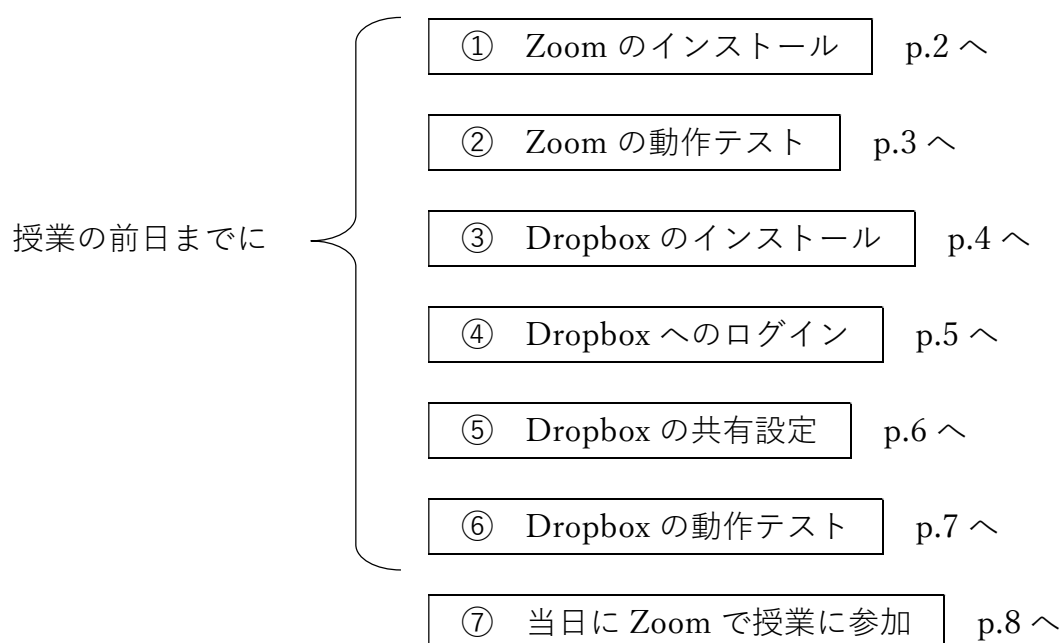 ① Zoom のインストール p.2 へ
② Zoom の動作テスト p.3 へ
授業の前日までに
③ Dropbox のインストール p.4 へ
④ Dropbox へのログイン p.5 へ
⑤ Dropbox の共有設定 p.6 へ
⑥ Dropbox の動作テスト p.7 へ
⑦ 当日に Zoom で授業に参加 p.8 へ